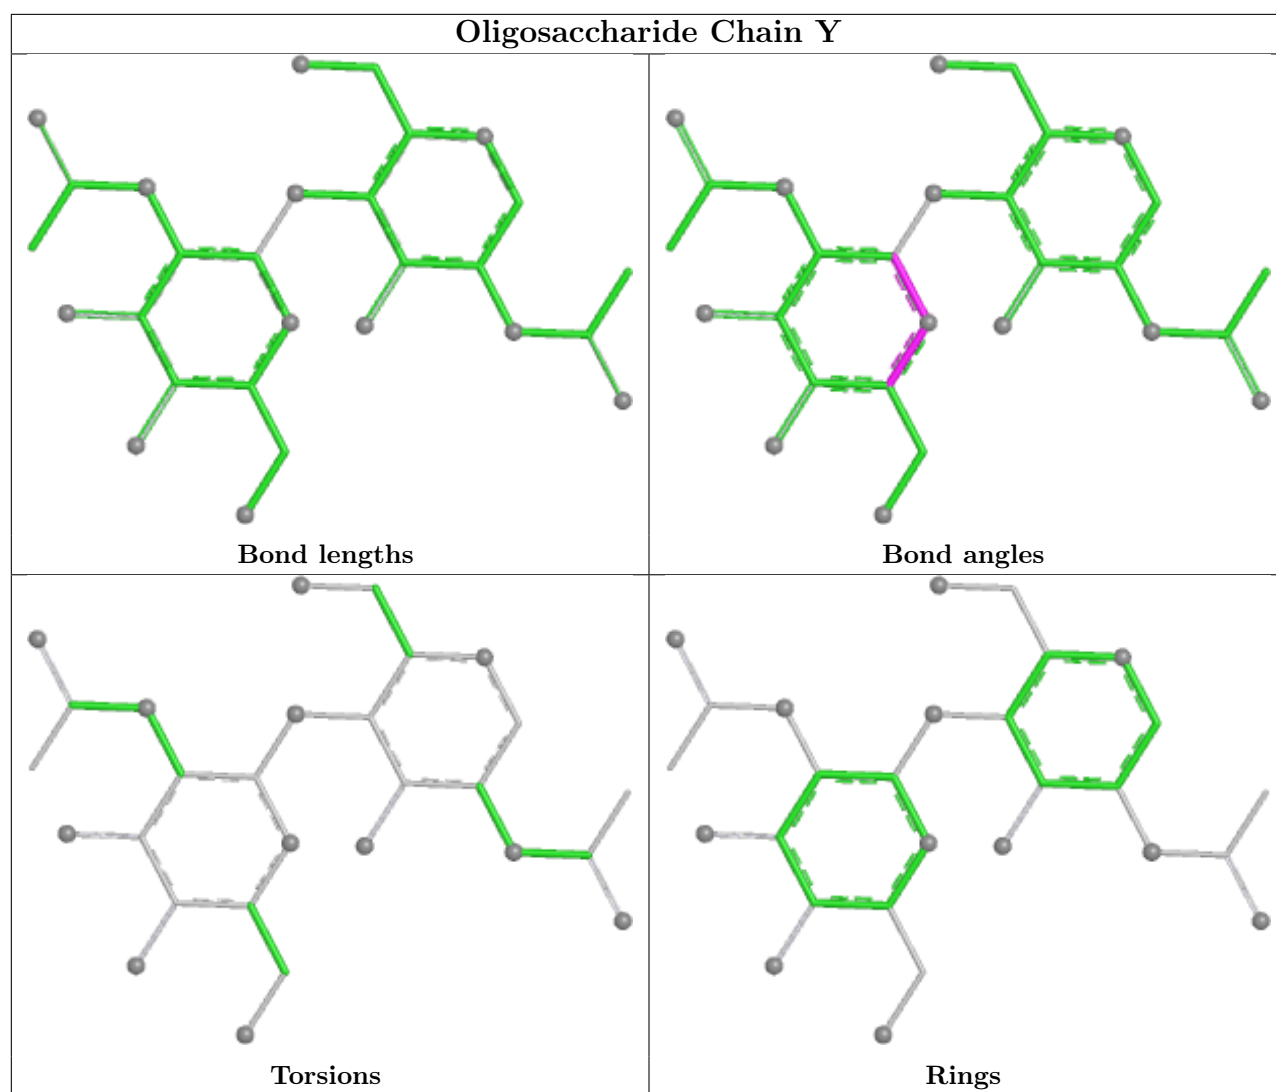 Oligosaccharide Chain Y
Bond lengths
Bond angles
Torsions
Rings